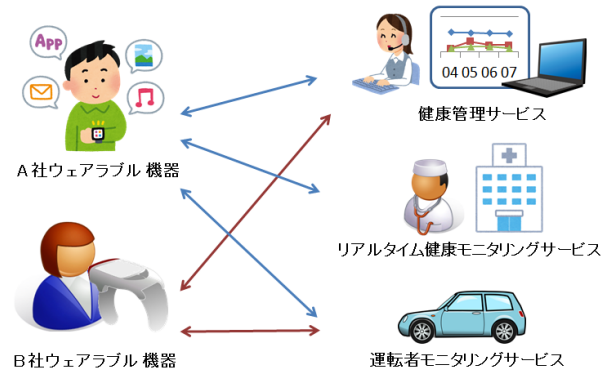 App
04 05 06 07
健康管理サービス
A社ウェアラブル機器
リアルタイム健康モニタリングサービス
B社ウェアラブル機器
運転者モニタリングサービス